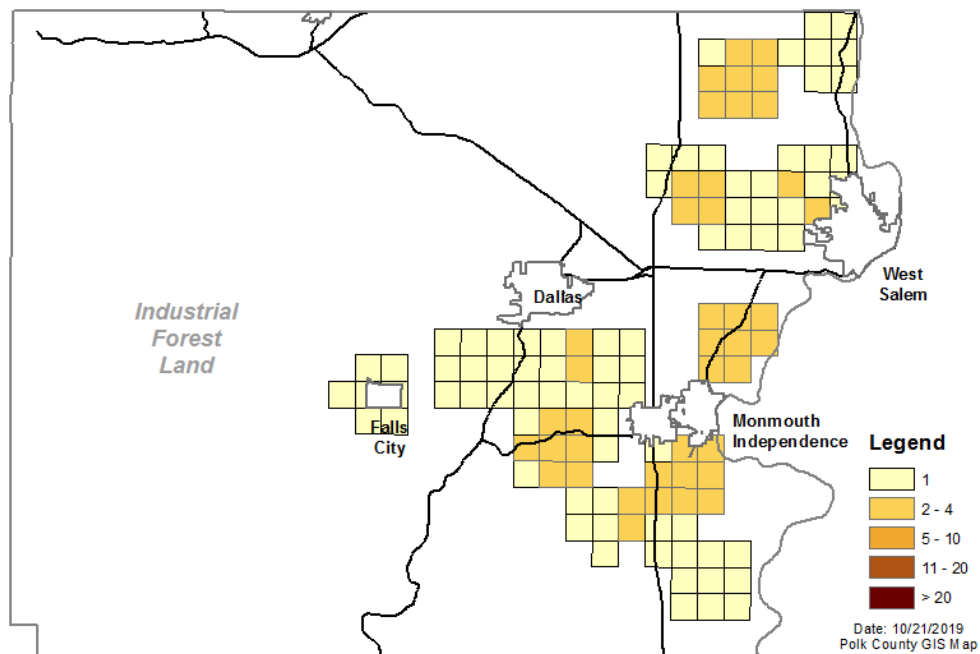 Industrial
Forest
Land
Dallas
West
Salem
Falls
City
Monmouth
Independence
Legend
1
2 - 4
5 - 10
11 - 20
> 20
Date: 10/21/2019
Polk County GIS Map